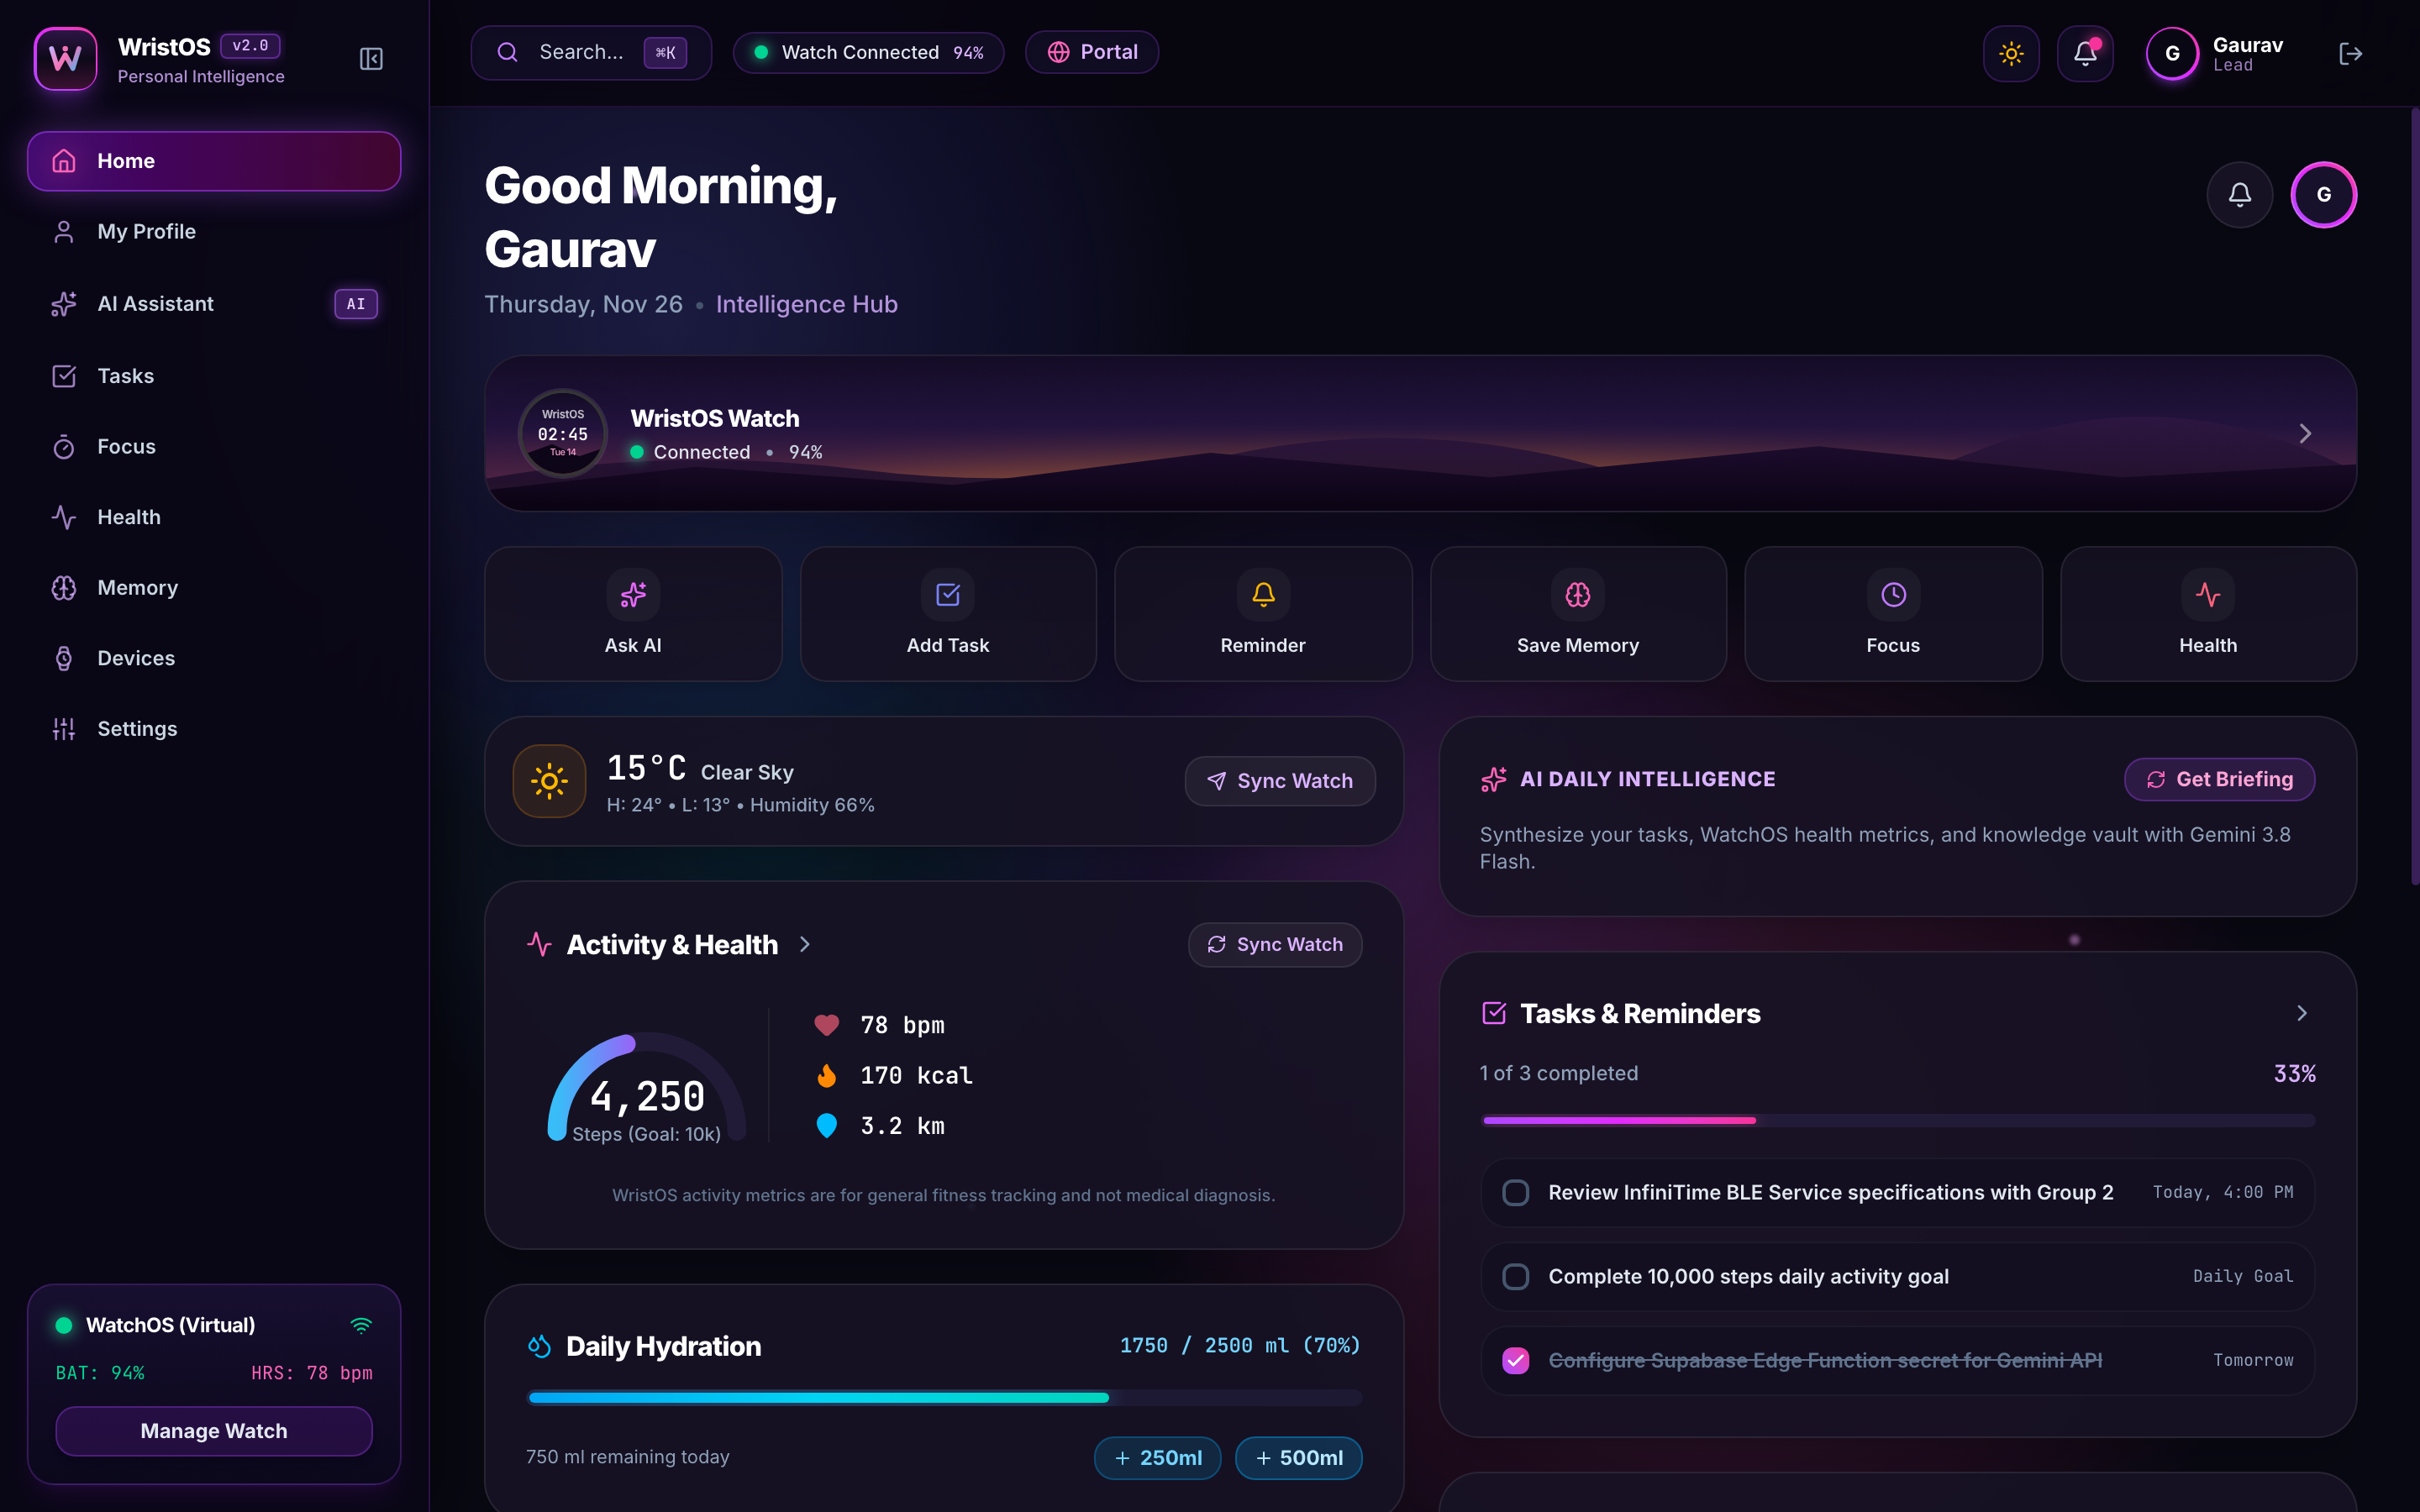 WristOS v2.0
Personal Intelligence
Home
My Profile
AI Assistant AI
Tasks
Focus
Health
Memory
Devices
Settings
WatchOS (Virtual)
BAT: 94% HRS: 78 bpm
Manage Watch
Search... ⌘K Watch Connected 94% Portal
G Gaurav
Lead
Good Morning,
Gaurav
G
Thursday, Nov 26 • Intelligence Hub
WristOS
02:45
Tue 14
WristOS Watch
Connected • 94%
Ask AI
Add Task
Reminder
Save Memory
Focus
Health
15°C Clear Sky
H: 24° • L: 13° • Humidity 66%
Sync Watch
Activity & Health
Sync Watch
4,250
Steps (Goal: 10k)
78 bpm
170 kcal
3.2 km
WristOS activity metrics are for general fitness tracking and not medical diagnosis.
Daily Hydration 1750 / 2500 ml (70%)
750 ml remaining today + 250ml + 500ml
AI DAILY INTELLIGENCE Get Briefing
Synthesize your tasks, WatchOS health metrics, and knowledge vault with Gemini 3.8
Flash.
Tasks & Reminders
1 of 3 completed 33%
Review InfiniTime BLE Service specifications with Group 2 Today, 4:00 PM
Complete 10,000 steps daily activity goal Daily Goal
Configure Supabase Edge Function secret for Gemini API Tomorrow